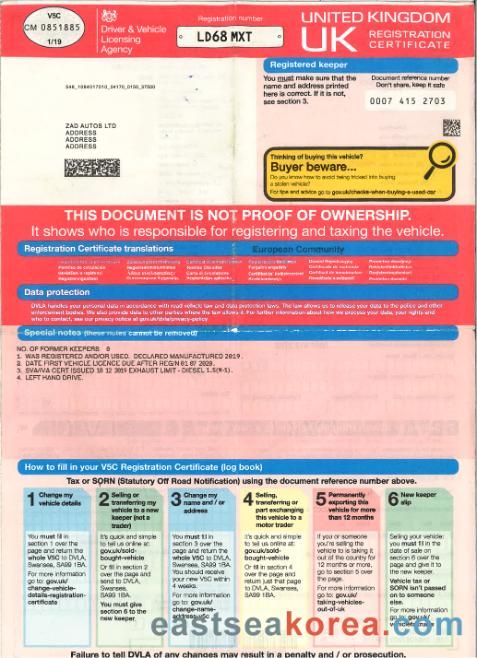 V5C
CM 0851885
1/19
Driver & Vehicle
Licensing
Agency
Registration number
LD68 MXT
UNITED KINGDOM
UK REGISTRATION
CERTIFICATE
Registered keeper
You must make sure that the
name and address printed
here is correct. If it is not,
see section 3.
Document reference number
Don't share, keep it safe
0007 415 2703
ZAD AUTOS LTD
ADDRESS
ADDRESS
ADDRESS
Thinking of buying this vehicle?
Buyer beware...
Do you know how to avoid being tricked into buying
a stolen vehicle?
For tips and advice go to gov.uk/checks-when-buying-a-used-car
THIS DOCUMENT IS NOT PROOF OF OWNERSHIP.
It shows who is responsible for registering and taxing the vehicle.
Registration Certificate translations
European Community
Data protection
DVLA handles your personal data in accordance with road vehicle law and data protection laws. The law allows us to release your data to the police and other
enforcement bodies. We also provide data to other parties where the law allows it. For further information about how we process your data, your rights and
who to contact, see our privacy notice at gov.uk/dvla/privacy-policy
Special notes (these notes cannot be removed)
NO. OF FORMER KEEPERS 0
1. WAS REGISTERED AND/OR USED. DECLARED MANUFACTURED 2019.
2. DATE FIRST VEHICLE LICENCE DUE AFTER REG/N 01 07 2020.
3. SVA/IVA CERT ISSUED 18 12 2019 EXHAUST LIMIT - DIESEL
4. LEFT HAND DRIVE.
How to fill in your V5C Registration Certificate (log book)
Tax or SORN (Statutory Off Road Notification) using the document reference number above.
1 Change my
vehicle details
You must fill in
section 1 over the
page and return the
whole V5C to DVLA,
Swansea, SA99 1BA.
For more information
go to: gov.uk/
change-vehicle-
details-registration-
certificate
2 Selling or
transferring my
vehicle to a new
keeper (not a
trader)
It's quick and simple
to tell us online at:
gov.uk/sold-
bought-vehicle
Or fill in section 2
over the page and
send to DVLA,
Swansea,
SA99 1BA.
You must give
section 6 to the
new keeper.
3 Change my
name and / or
address
You must fill in
section 3 over the
page and return the
whole V5C to DVLA,
Swansea, SA99 1BA.
You should receive
your new V5C within
4 weeks.
For more information
go to: gov.uk/
change-name-
address-v5c
4 Selling,
transferring or
part exchanging
this vehicle to a
motor trader
It's quick and simple
to tell us online at:
gov.uk/sold-
bought-vehicle
Or fill in section 4
over the page and
return just that page
to DVLA, Swansea,
SA99 1BA.
5 Permanently
exporting this
vehicle for more
than 12 months
If you or someone
you're selling the
vehicle to is taking it
out of the country for
12 months or more,
go to section 5 over
the page.
For more information
go to: gov.uk/
taking-vehicles-
out-of-uk
6 New keeper
slip
Selling your vehicle:
you must fill in the
date of sale on
section 6 over the
page and give it to
the new keeper.
Vehicle tax or
SORN isn't passed
on to someone
else.
For more information
go to: gov.uk/
eastseakorea.com
Failure to tell DVLA of any changes may result in a penalty and / or prosecution.